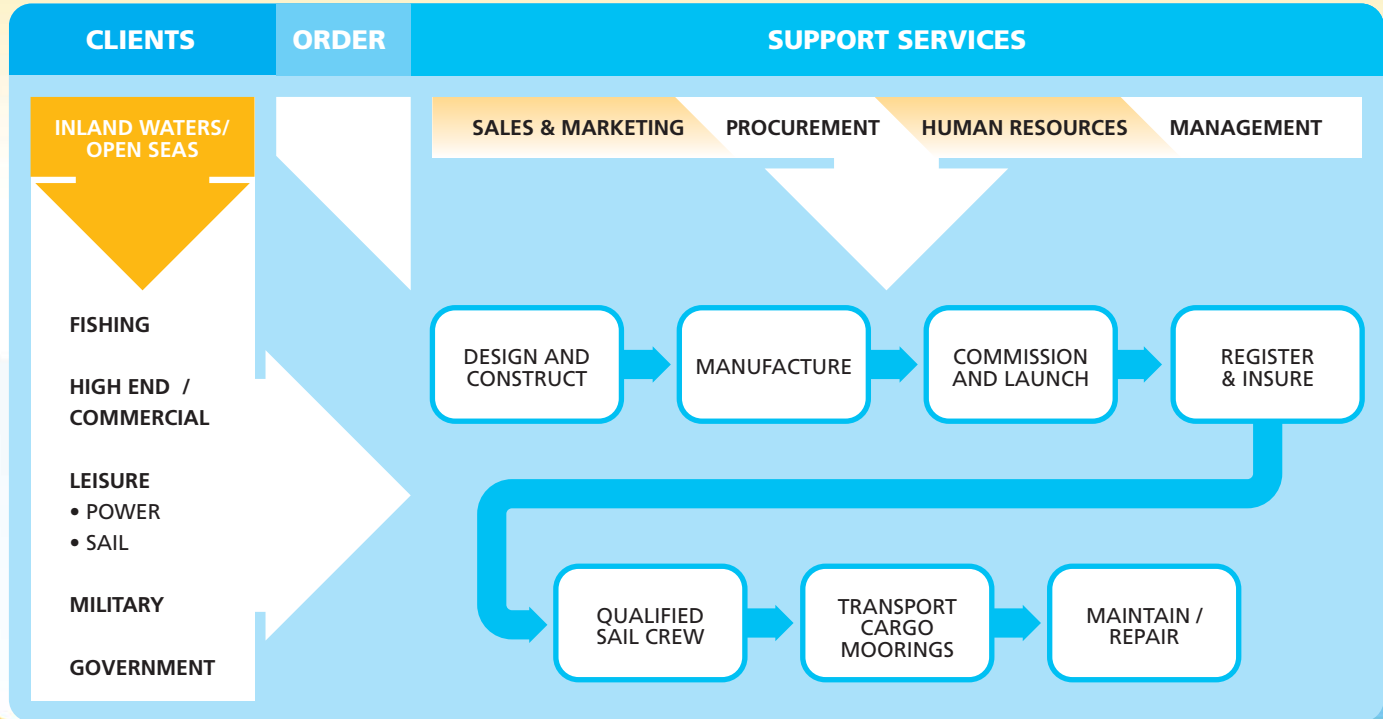 CLIENTS
ORDER
SUPPORT SERVICES
INLAND WATERS/
OPEN SEAS
SALES & MARKETING
PROCUREMENT
HUMAN RESOURCES
MANAGEMENT
FISHING
HIGH END /
COMMERCIAL
LEISURE
• POWER
• SAIL
MILITARY
GOVERNMENT
DESIGN AND
CONSTRUCT
MANUFACTURE
COMMISSION
AND LAUNCH
REGISTER
& INSURE
QUALIFIED
SAIL CREW
TRANSPORT
CARGO
MOORINGS
MAINTAIN /
REPAIR